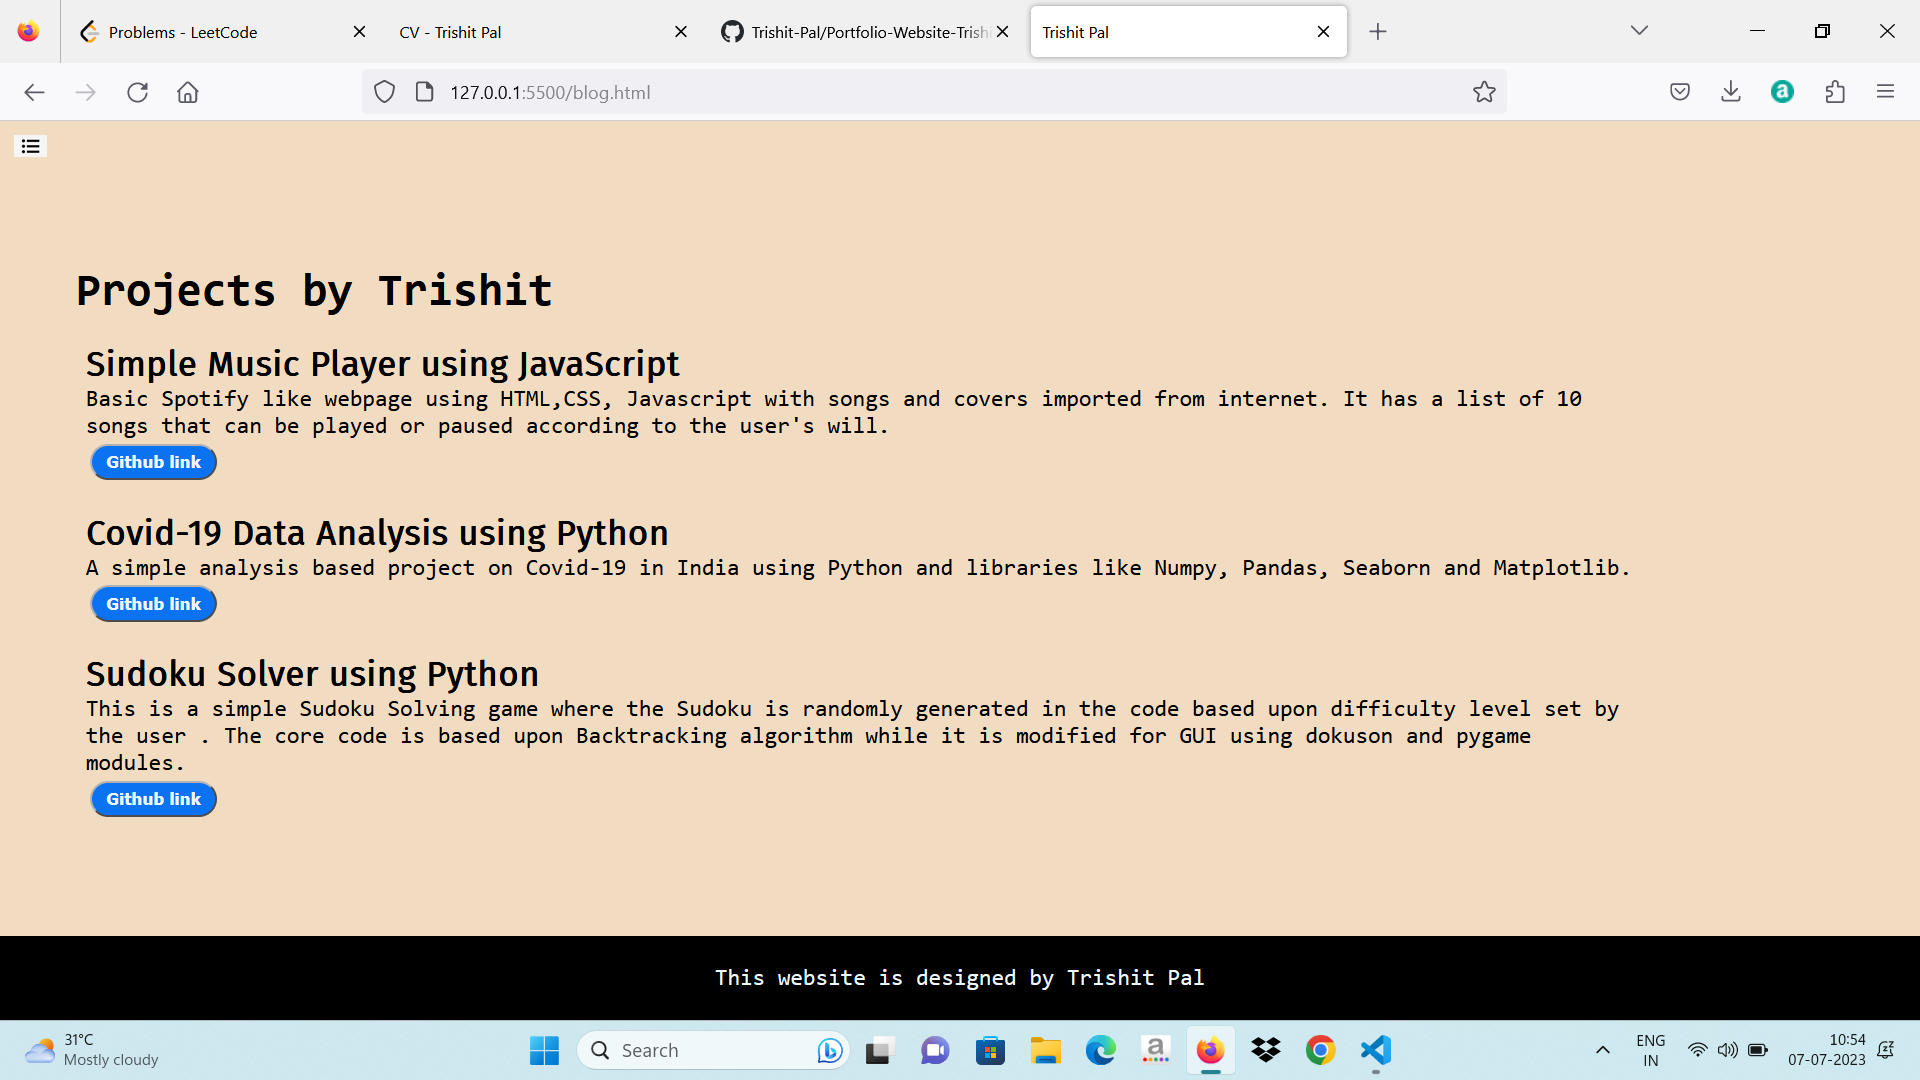 Problems - LeetCode
CV - Trishit Pal
Trishit-Pal/Portfolio-Website-Trishi
Trishit Pal
127.0.0.1:5500/blog.html
Projects by Trishit
Simple Music Player using JavaScript
Basic Spotify like webpage using HTML,CSS, Javascript with songs and covers imported from internet. It has a list of 10
songs that can be played or paused according to the user's will.
Github link
Covid-19 Data Analysis using Python
A simple analysis based project on Covid-19 in India using Python and libraries like Numpy, Pandas, Seaborn and Matplotlib.
Github link
Sudoku Solver using Python
This is a simple Sudoku Solving game where the Sudoku is randomly generated in the code based upon difficulty level set by
the user . The core code is based upon Backtracking algorithm while it is modified for GUI using dokuson and pygame
modules.
Github link
This website is designed by Trishit Pal
31°C
Mostly cloudy
Search
ENG
IN
10:54
07-07-2023